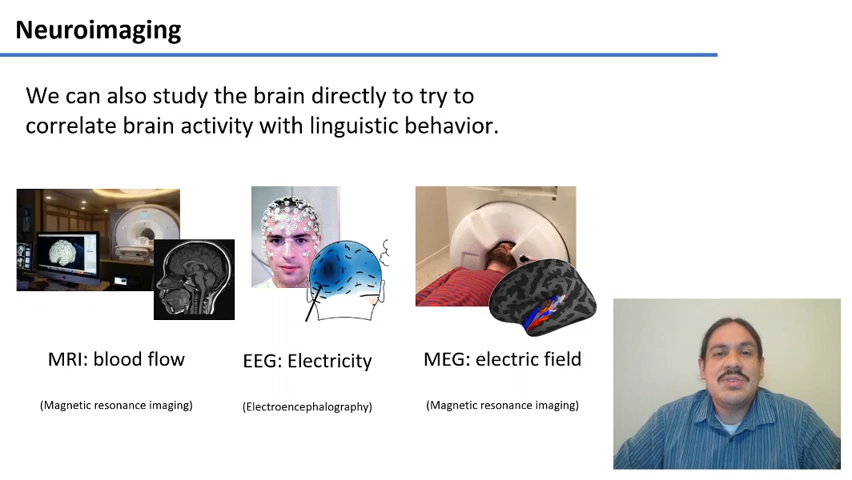 Neuroimaging
We can also study the brain directly to try to
correlate brain activity with linguistic behavior.
MRI: blood flow
EEG: Electricity
MEG: electric field
(Magnetic resonance imaging)
(Electroencephalography)
(Magnetic resonance imaging)